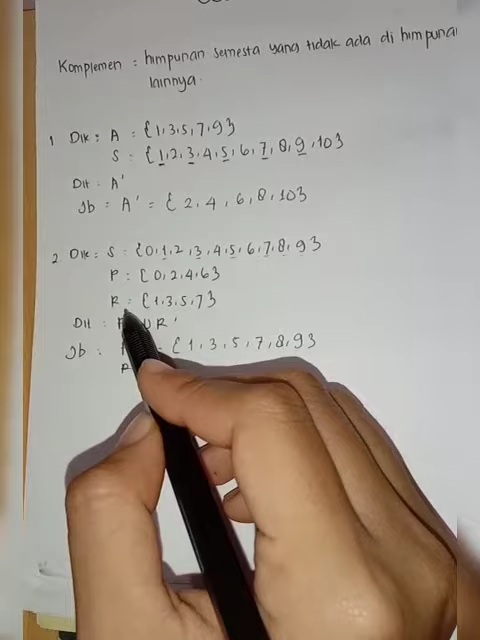 Komplemen : himpunan semesta yang tidak ada di himpunan
lainnya.
1 Dik : A = {1,3,5,7,9}
S = {1,2,3,4,5,6,7,8,9,10}
Dit : A'
Jb : A' = {2,4,6,8,10}
2 Dik : S = {0,1,2,3,4,5,6,7,8,9}
P = {0,2,4,6}
R = {1,3,5,7}
Dit : U R'
Jb : = {1,3,5,7,8,9}